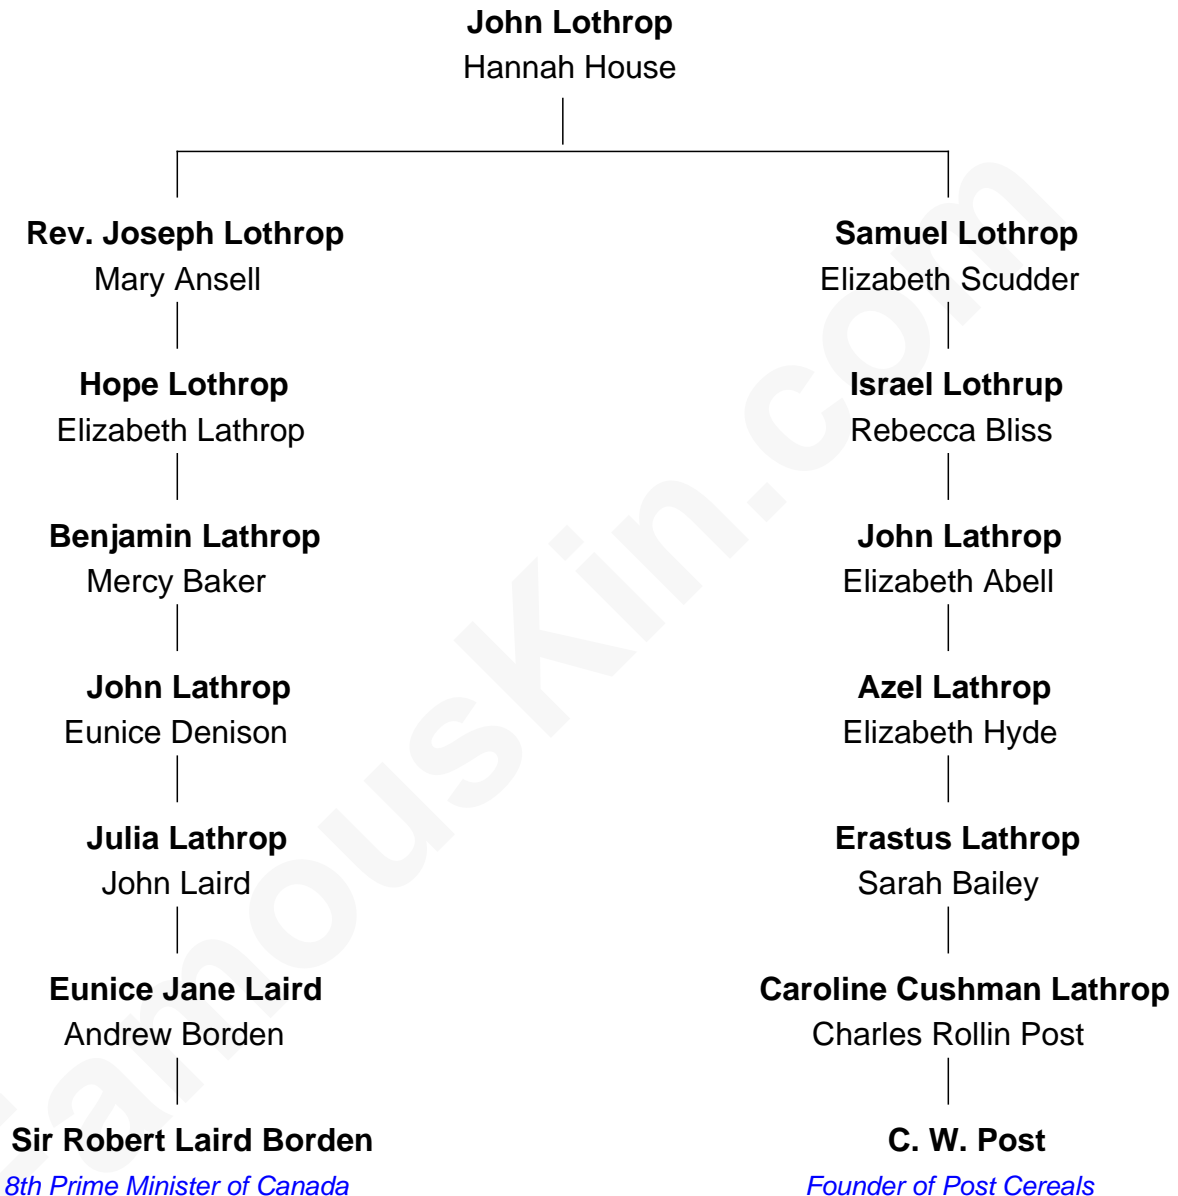 John Lothrop
Hannah House
Rev. Joseph Lothrop
Mary Ansell
Samuel Lothrop
Elizabeth Scudder
Hope Lothrop
Elizabeth Lathrop
Israel Lothrup
Rebecca Bliss
Benjamin Lathrop
Mercy Baker
John Lathrop
Elizabeth Abell
John Lathrop
Eunice Denison
Azel Lathrop
Elizabeth Hyde
Julia Lathrop
John Laird
Erastus Lathrop
Sarah Bailey
Eunice Jane Laird
Andrew Borden
Caroline Cushman Lathrop
Charles Rollin Post
Sir Robert Laird Borden
8th Prime Minister of Canada
C. W. Post
Founder of Post Cereals
FamousKin.com